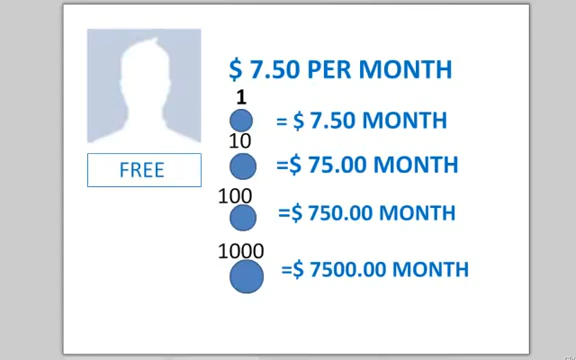 $ 7.50 PER MONTH
1
= $ 7.50 MONTH
10
=$ 75.00 MONTH
FREE
100
=$ 750.00 MONTH
1000
=$ 7500.00 MONTH